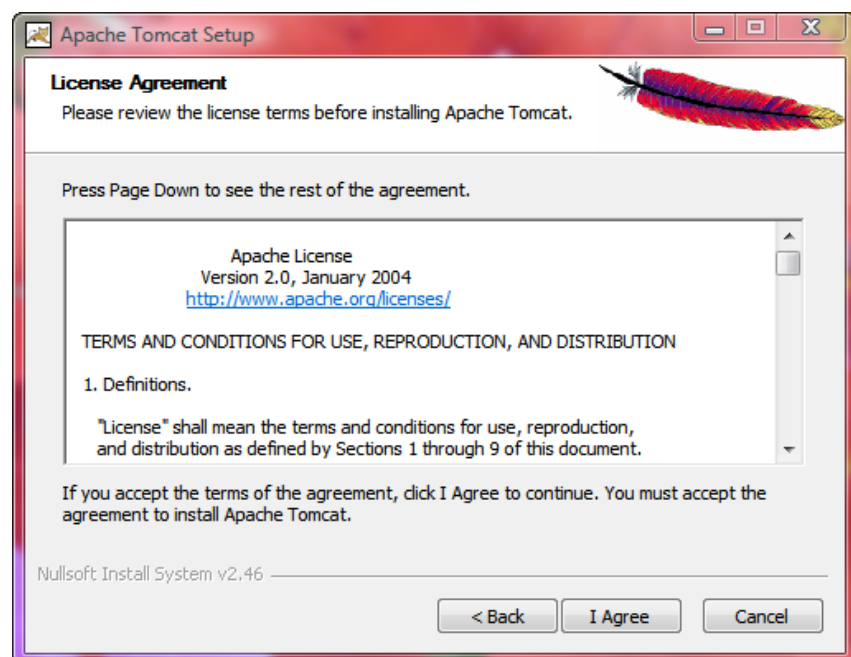 Apache Tomcat Setup
License Agreement
Please review the license terms before installing Apache Tomcat.
Press Page Down to see the rest of the agreement.
Apache License
Version 2.0, January 2004
http://www.apache.org/licenses/
TERMS AND CONDITIONS FOR USE, REPRODUCTION, AND DISTRIBUTION
1. Definitions.
"License" shall mean the terms and conditions for use, reproduction,
and distribution as defined by Sections 1 through 9 of this document.
If you accept the terms of the agreement, click I Agree to continue. You must accept the
agreement to install Apache Tomcat.
Nullsoft Install System v2.46
< Back I Agree Cancel